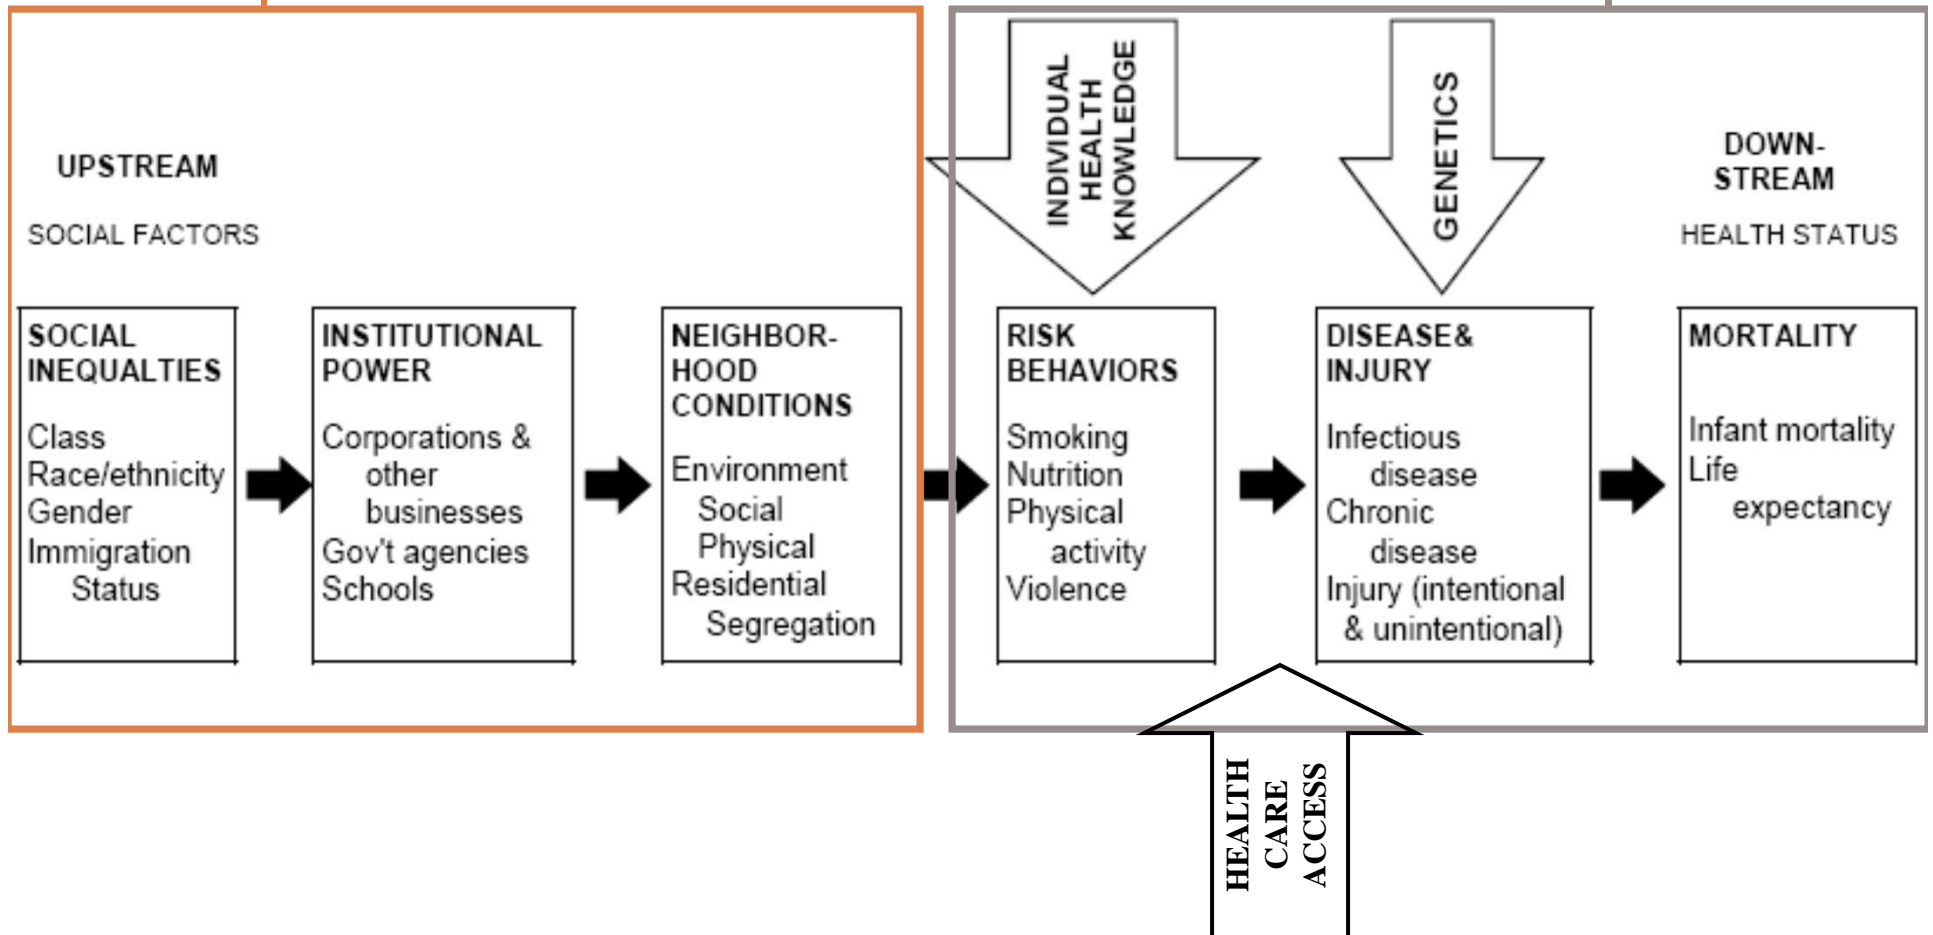 UPSTREAM
SOCIAL FACTORS
INDIVIDUAL
HEALTH
KNOWLEDGE
GENETICS
DOWN-
STREAM
HEALTH STATUS
SOCIAL
INEQUALTIES
Class
Race/ethnicity
Gender
Immigration
Status
INSTITUTIONAL
POWER
Corporations &
other
businesses
Gov't agencies
Schools
NEIGHBOR-
HOOD
CONDITIONS
Environment
Social
Physical
Residential
Segregation
RISK
BEHAVIORS
Smoking
Nutrition
Physical
activity
Violence
DISEASE&
INJURY
Infectious
disease
Chronic
disease
Injury (intentional
& unintentional)
MORTALITY
Infant mortality
Life
expectancy
HEALTH
CARE
ACCESS